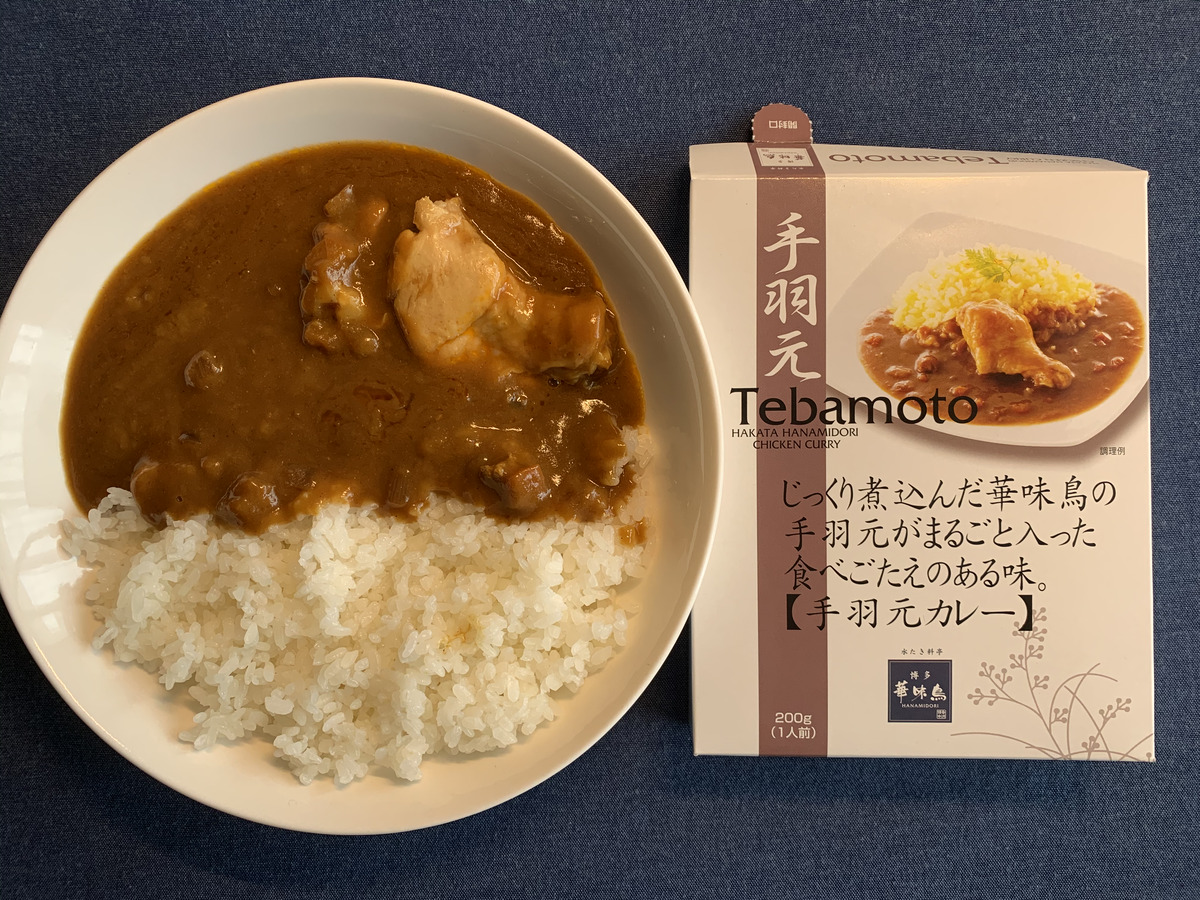 開封口
Tebamoto
手羽元
Tebamoto
HAKATA HANAMIDORI
CHICKEN CURRY
調理例
じっくり煮込んだ華味鳥の
手羽元がまるごと入った
食べごたえのある味。
【手羽元カレー】
水たき料亭
博多
華味鳥
HANAMIDORI
200g
(1人前)